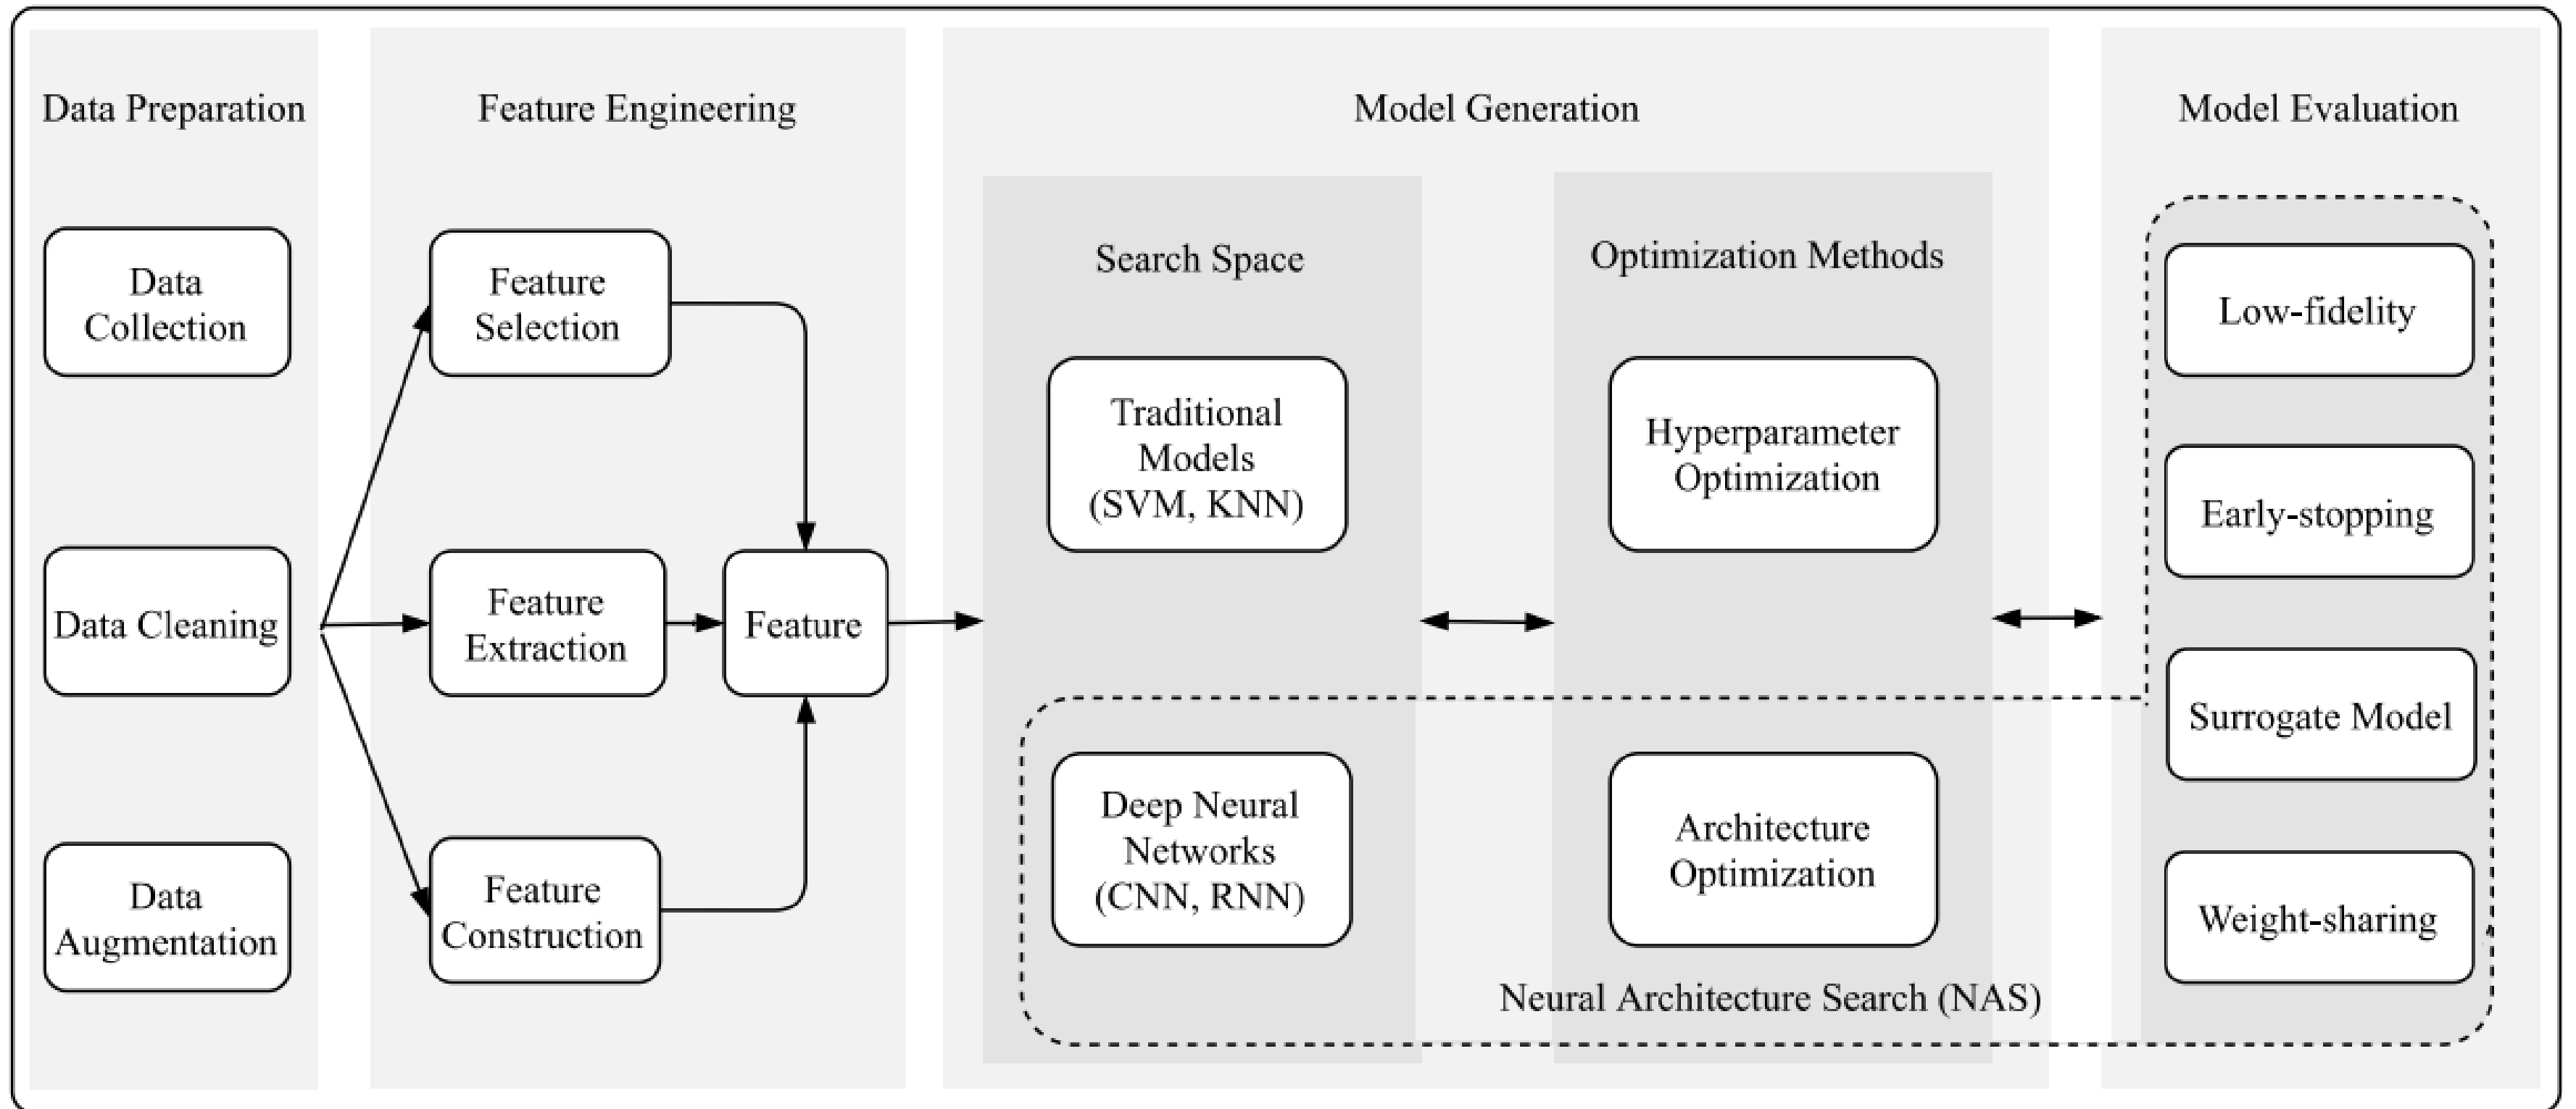 Data Preparation
Data
Collection
Data Cleaning
Data
Augmentation
Feature Engineering
Feature
Selection
Feature
Extraction
Feature
Construction
Feature
Model Generation
Search Space
Traditional
Models
(SVM, KNN)
Deep Neural
Networks
(CNN, RNN)
Optimization Methods
Hyperparameter
Optimization
Architecture
Optimization
Neural Architecture Search (NAS)
Model Evaluation
Low-fidelity
Early-stopping
Surrogate Model
Weight-sharing